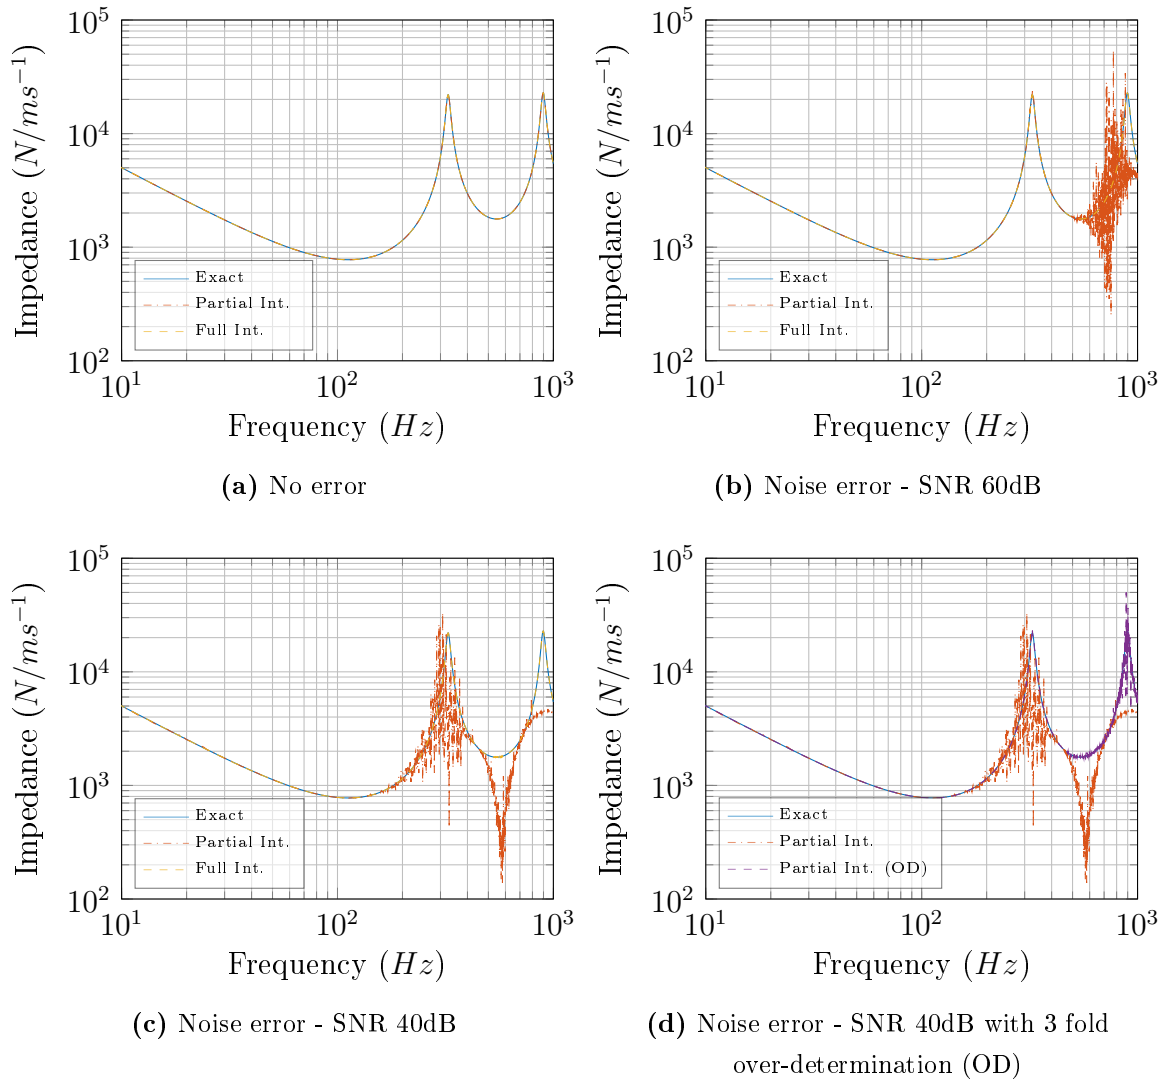 10^5
10^4
10^3
10^2
Impedance (N/ms^{-1})
Exact
Partial Int.
Full Int.
10^1
10^2
10^3
Frequency (Hz)
(a) No error
10^5
10^4
10^3
10^2
Impedance (N/ms^{-1})
Exact
Partial Int.
Full Int.
10^1
10^2
10^3
Frequency (Hz)
(b) Noise error - SNR 60dB
10^5
10^4
10^3
10^2
Impedance (N/ms^{-1})
Exact
Partial Int.
Full Int.
10^1
10^2
10^3
Frequency (Hz)
(c) Noise error - SNR 40dB
10^5
10^4
10^3
10^2
Impedance (N/ms^{-1})
Exact
Partial Int.
Partial Int. (OD)
10^1
10^2
10^3
Frequency (Hz)
(d) Noise error - SNR 40dB with 3 fold
over-determination (OD)